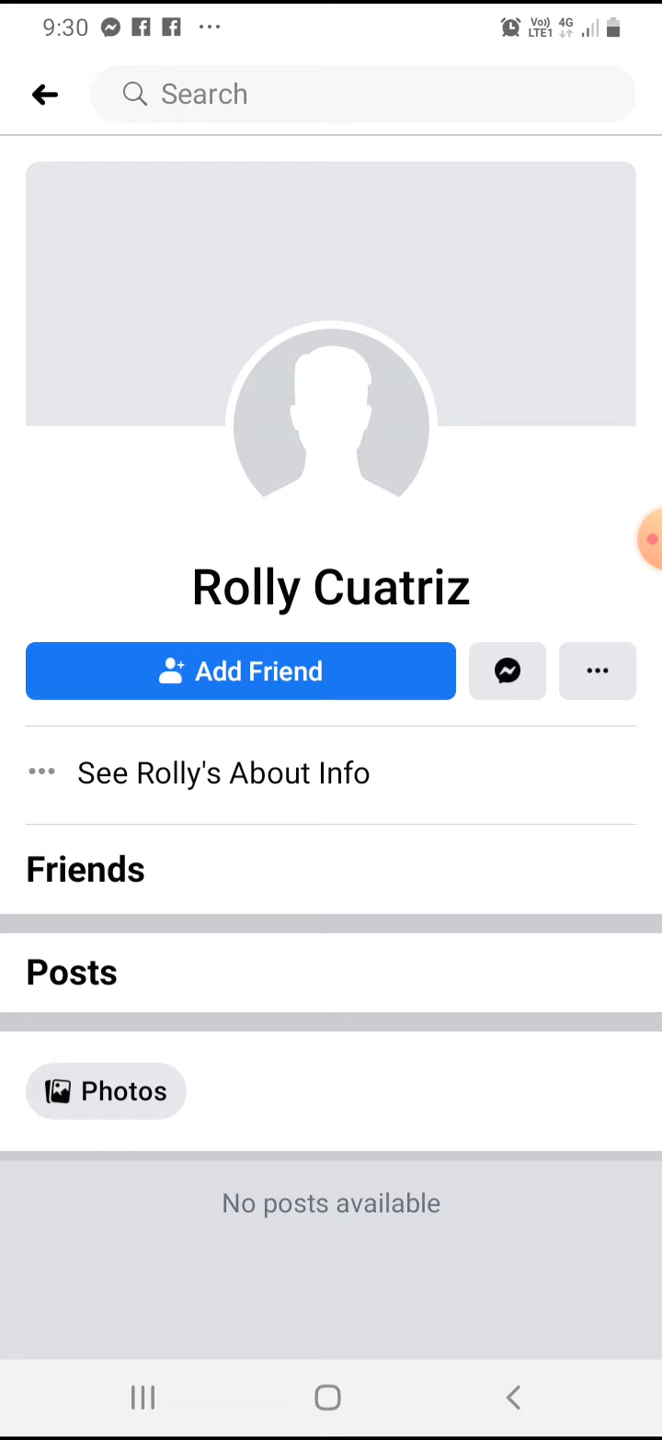 9:30
Vo)) 4G
LTE1
Search
Rolly Cuatriz
Add Friend
See Rolly's About Info
Friends
Posts
Photos
No posts available